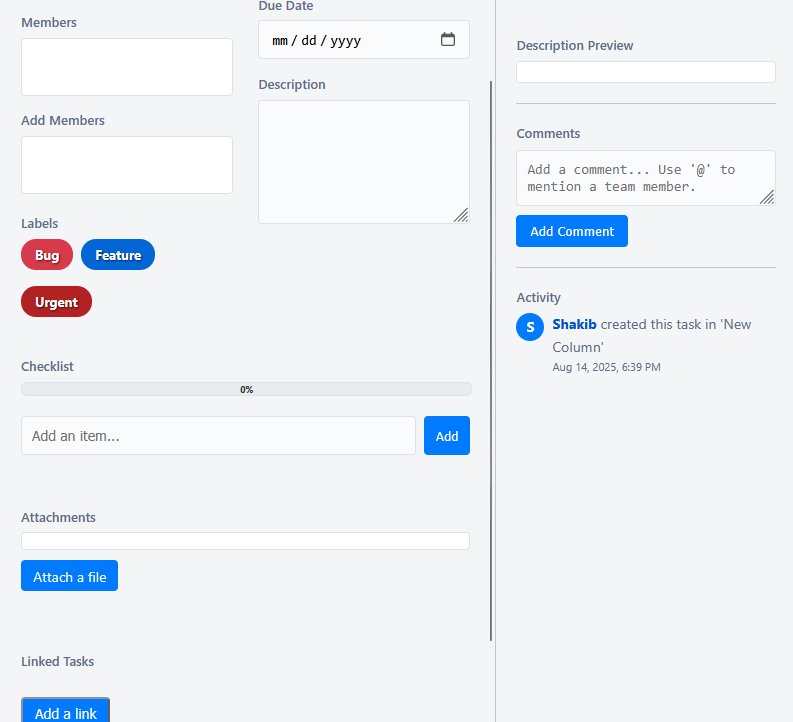 Members
Add Members
Due Date
mm/dd/yyyy
Description
Labels
Bug
Feature
Urgent
Checklist
0%
Add an item...
Add
Attachments
Attach a file
Linked Tasks
Add a link
Description Preview
Comments
Add a comment... Use '@' to
mention a team member.
Add Comment
Activity
S
Shakib created this task in 'New
Column'
Aug 14, 2025, 6:39 PM